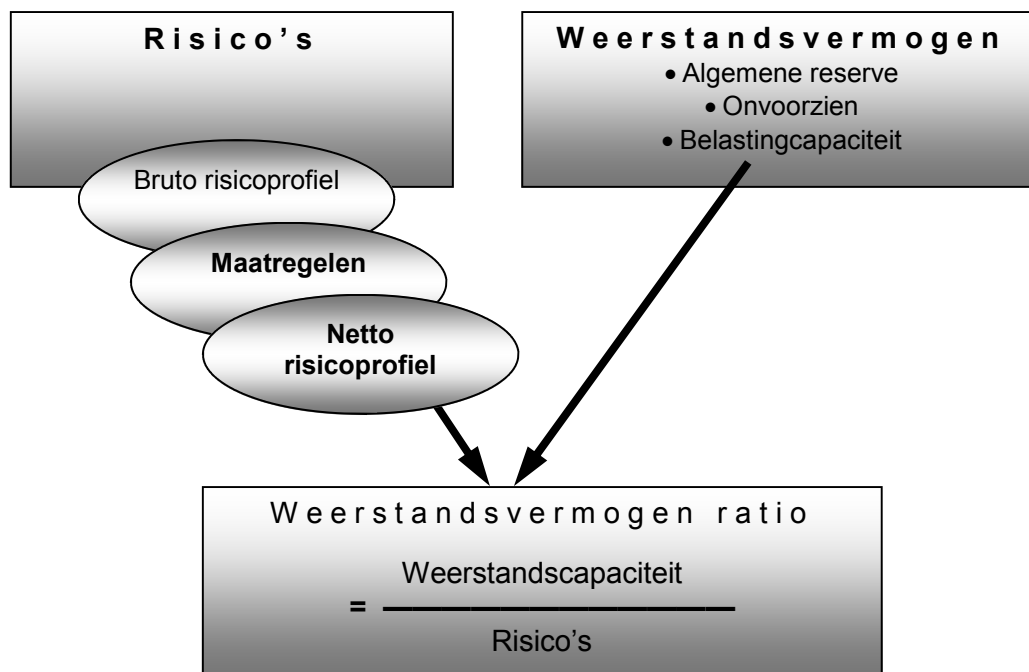 Risico’s
Bruto risicoprofiel
Maatregelen
Netto
risicoprofiel
Weerstandsvermogen
• Algemene reserve
• Onvoorzien
• Belastingcapaciteit
Weerstandsvermogen ratio
Weerstandscapaciteit
=
Risico’s